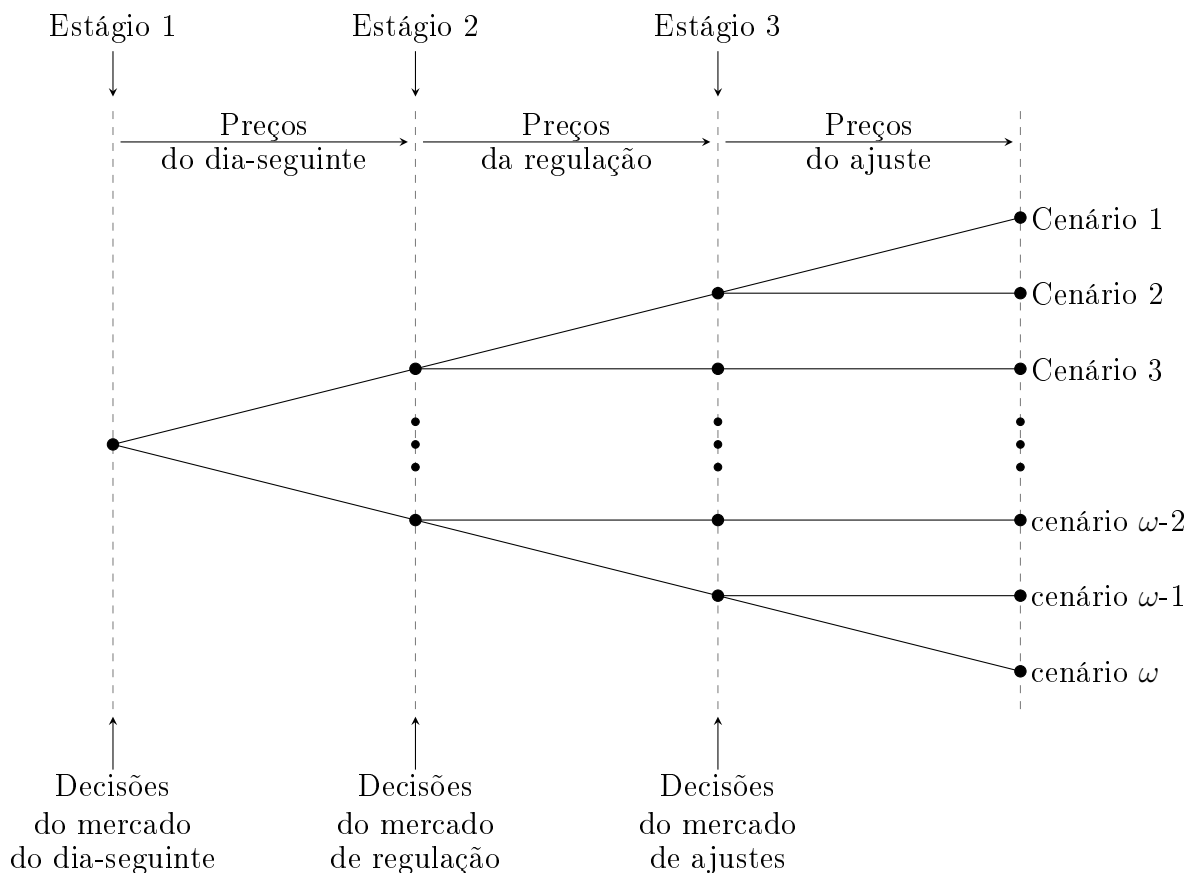 Estágio 1
Estágio 2
Estágio 3
Preços
do dia-seguinte
Preços
da regulação
Preços
do ajuste
Cenário 1
Cenário 2
Cenário 3
cenário ω-2
cenário ω-1
cenário ω
Decisões
do mercado
do dia-seguinte
Decisões
do mercado
de regulação
Decisões
do mercado
de ajustes